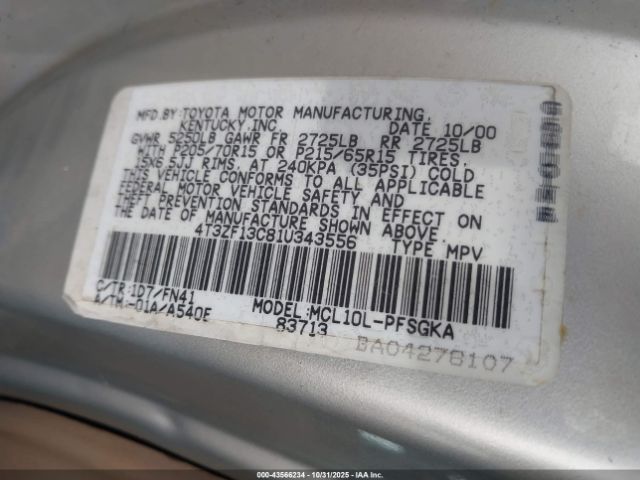 MFD.BY:TOYOTA MOTOR MANUFACTURING,
KENTUCKY,INC. DATE 10/00
GVWR 5250LB GAWR FR 2725LB RR 2725LB
WITH P205/70R15 OR P215/65R15 TIRES,
15X6.5JJ RIMS, AT 240KPA (35PSI) COLD
THIS VEHICLE CONFORMS TO ALL APPLICABLE
FEDERAL MOTOR VEHICLE SAFETY AND
THEFT PREVENTION STANDARDS IN EFFECT ON
THE DATE OF MANUFACTURE SHOWN ABOVE.
4T3ZF13C81U343556 TYPE MPV
C/TR:1D7/FN41 MODEL:MCL10L-PFSGKA
A/TM:-01A/A540E 83713
BA04278107
000-43566234 - 10/31/2025 - IAAI.COM